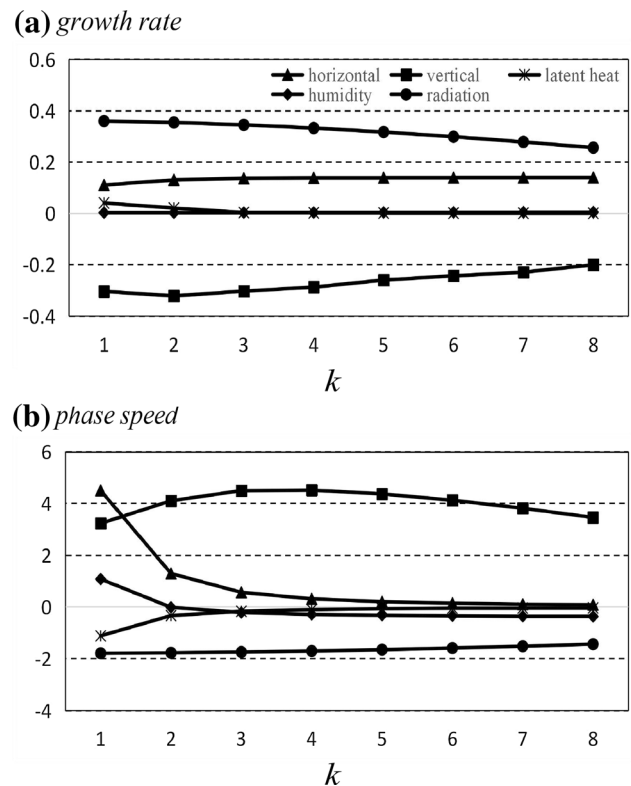 (a) growth rate
0.6
horizontal vertical latent heat
humidity radiation
0.4
0.2
0
-0.2
-0.4
1 2 3 4 5 6 7 8
k
(b) phase speed
6
4
2
0
-2
-4
1 2 3 4 5 6 7 8
k